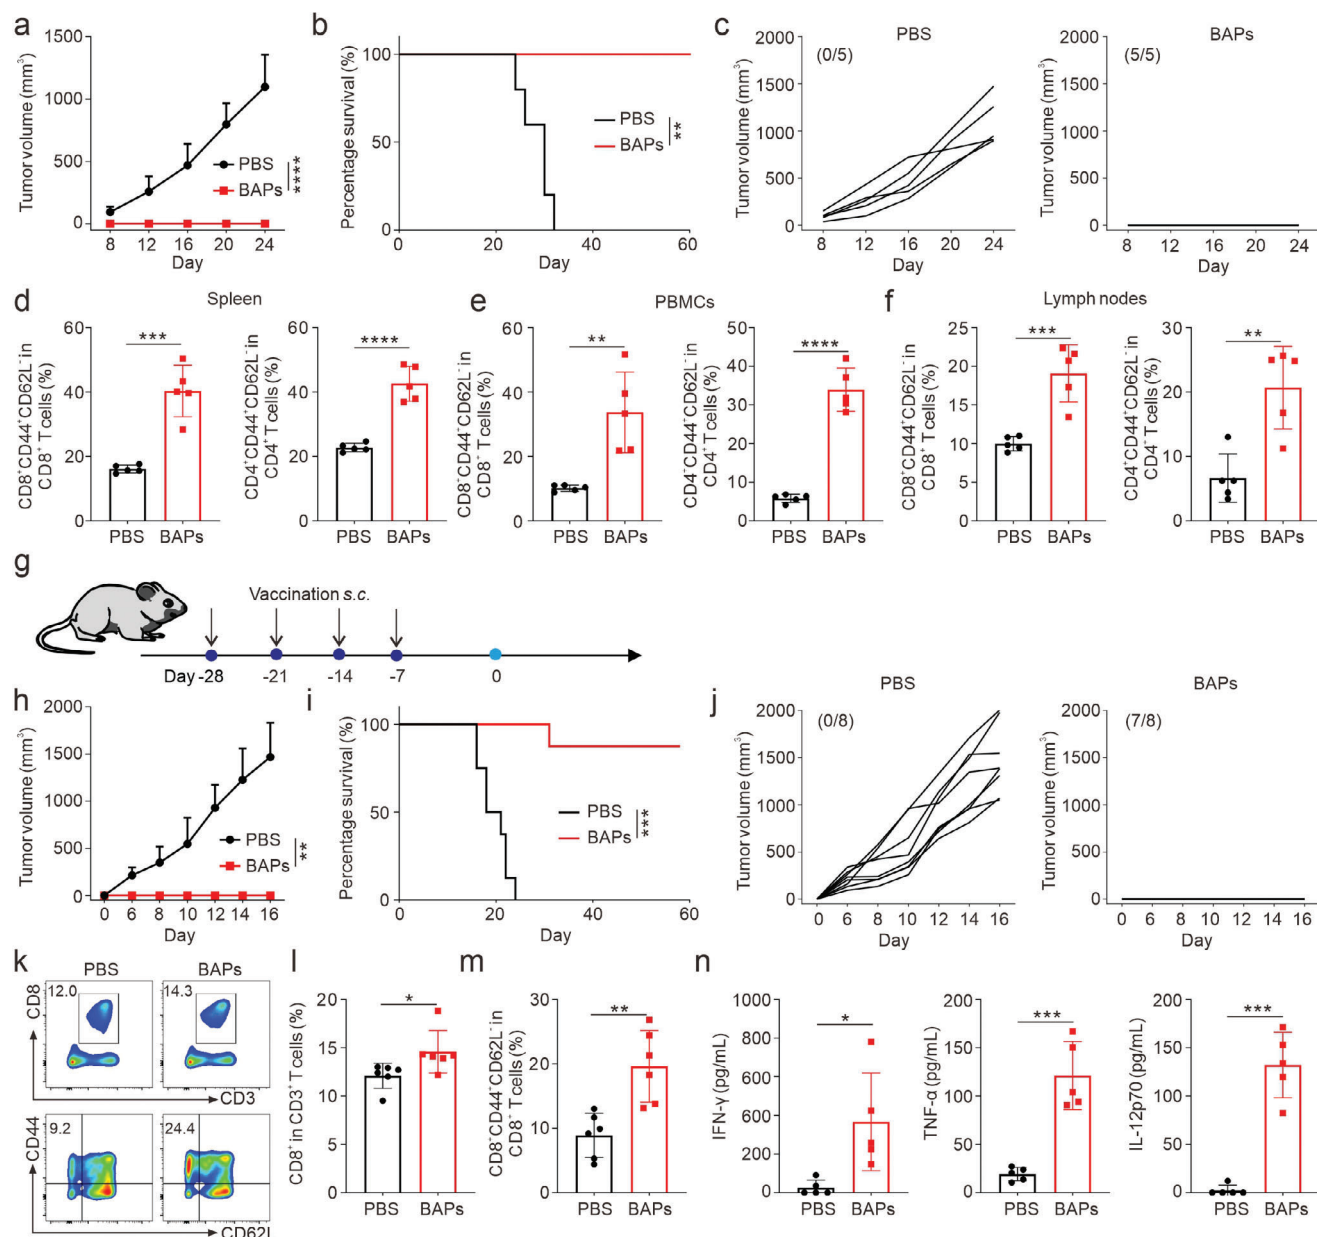 a
Tumor volume (mm³)
1500
1000
500
0
8 12 16 20 24
Day
PBS
BAPs
****
b
Percentage survival (%)
100
50
0
0 20 40 60
Day
PBS
BAPs
**
c
PBS
(0/5)
Tumor volume (mm³)
2000
1500
1000
500
0
8 12 16 20 24
Day
BAPs
(5/5)
Tumor volume (mm³)
2000
1500
1000
500
0
8 12 16 20 24
Day
d
Spleen
CD8⁺CD44⁺CD62L⁻ in
CD8⁺ T cells (%)
60
40
20
0
***
PBS BAPs
CD4⁺CD44⁺CD62L⁻ in
CD4⁺ T cells (%)
60
40
20
0
****
PBS BAPs
e
PBMCs
CD8⁺CD44⁺CD62L⁻ in
CD8⁺ T cells (%)
60
40
20
0
**
PBS BAPs
CD4⁺CD44⁺CD62L⁻ in
CD4⁺ T cells (%)
50
40
30
20
10
0
****
PBS BAPs
f
Lymph nodes
CD8⁺CD44⁺CD62L⁻ in
CD8⁺ T cells (%)
25
20
15
10
5
0
***
PBS BAPs
CD4⁺CD44⁺CD62L⁻ in
CD4⁺ T cells (%)
30
20
10
0
**
PBS BAPs
g
Vaccination s.c.
Day -28 -21 -14 -7 0
h
Tumor volume (mm³)
2000
1500
1000
500
0
0 6 8 10 12 14 16
Day
PBS
BAPs
**
i
Percentage survival (%)
100
50
0
0 20 40 60
Day
PBS
BAPs
***
j
PBS
(0/8)
Tumor volume (mm³)
2000
1500
1000
500
0
0 6 8 10 12 14 16
Day
BAPs
(7/8)
Tumor volume (mm³)
2000
1500
1000
500
0
0 6 8 10 12 14 16
Day
k
PBS BAPs
CD8
12.0 14.3
CD3
CD44
9.2 24.4
CD62L
l
CD8⁺ in CD3⁺ T cells (%)
20
15
10
5
0
*
PBS BAPs
m
CD8⁺CD44⁺CD62L⁻ in
CD8⁺ T cells (%)
30
20
10
0
**
PBS BAPs
n
IFN-γ (pg/mL)
1000
800
600
400
200
0
*
PBS BAPs
TNF-α (pg/mL)
200
150
100
50
0
***
PBS BAPs
IL-12p70 (pg/mL)
200
150
100
50
0
***
PBS BAPs